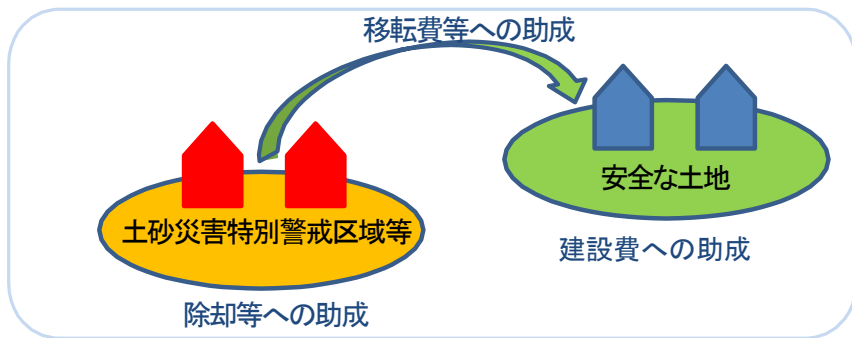 移転費等への助成
安全な土地
土砂災害特別警戒区域等
建設費への助成
除却等への助成